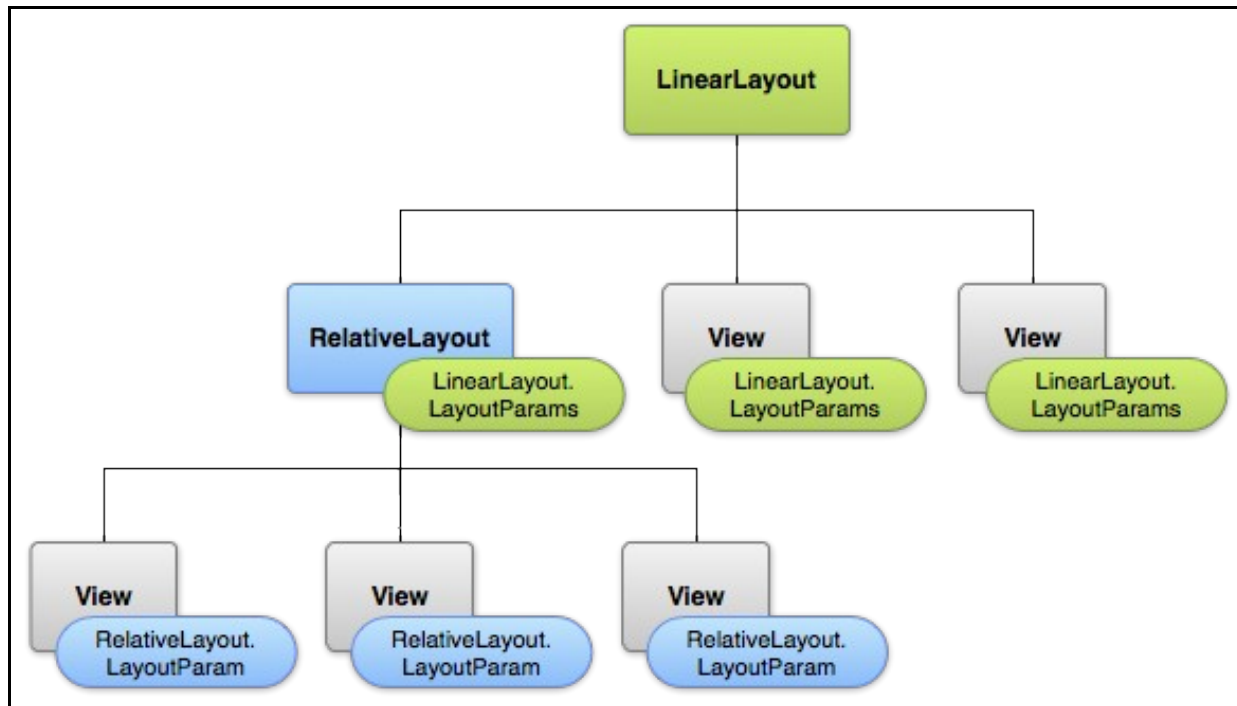 LinearLayout
RelativeLayout
LinearLayout.
LayoutParams
View
LinearLayout.
LayoutParams
View
LinearLayout.
LayoutParams
View
RelativeLayout.
LayoutParam
View
RelativeLayout.
LayoutParam
View
RelativeLayout.
LayoutParam